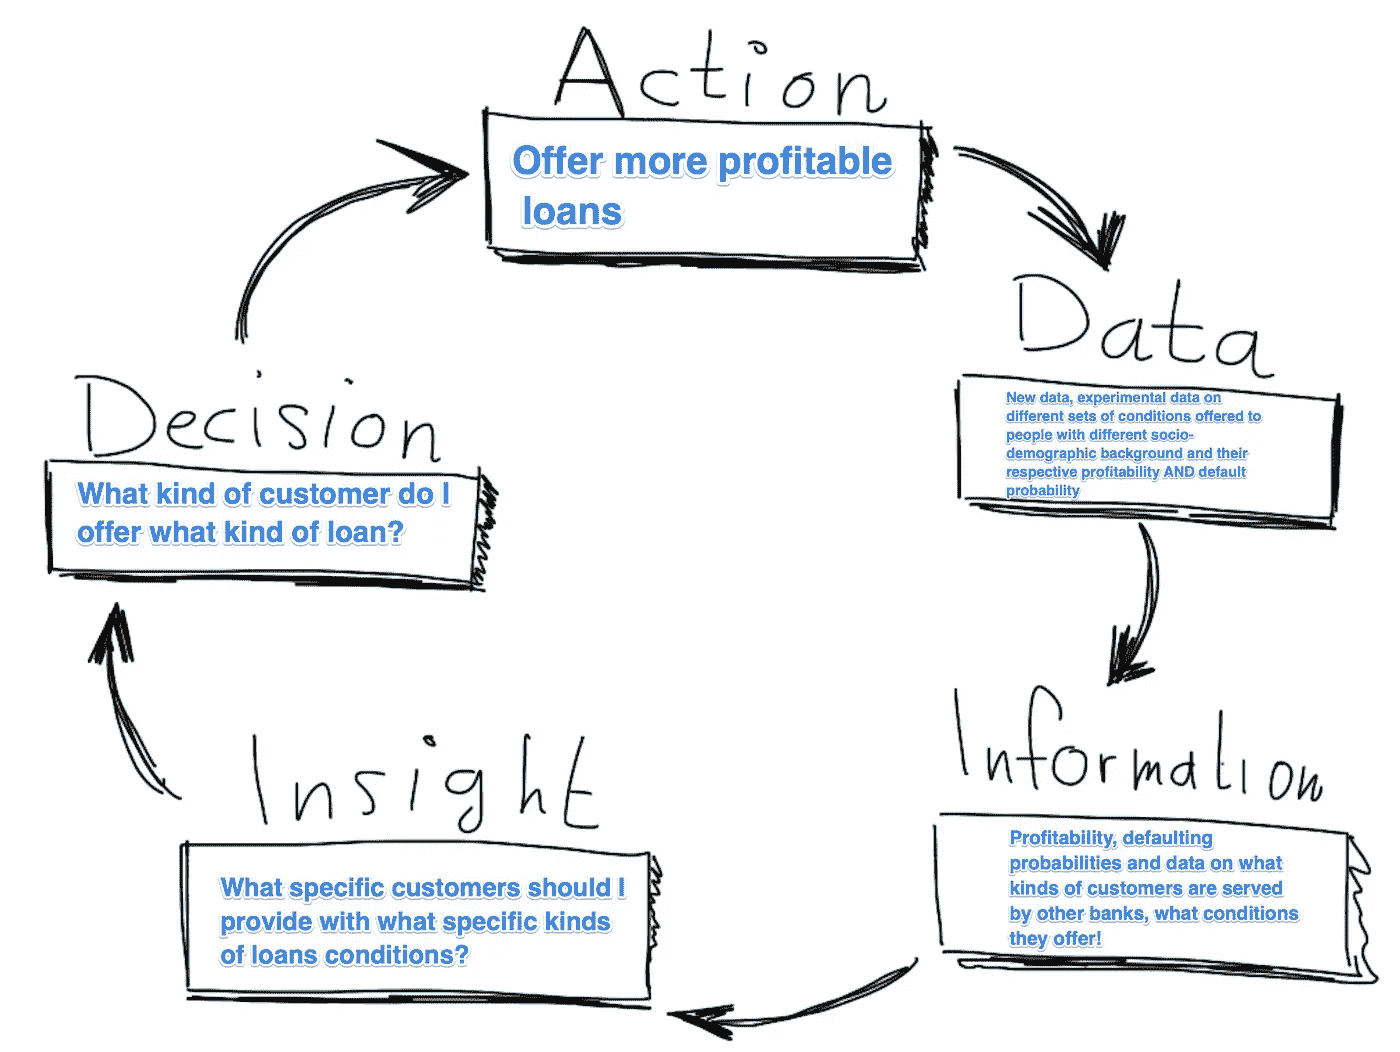 Action
Offer more profitable
loans
Data
New data, experimental data on
different sets of conditions offered to
people with different socio-
demographic background and their
respective profitability AND default
probability
Decision
What kind of customer do I
offer what kind of loan?
Information
Profitability, defaulting
probabilities and data on what
kinds of customers are served
by other banks, what conditions
they offer!
Insight
What specific customers should I
provide with what specific kinds
of loans conditions?